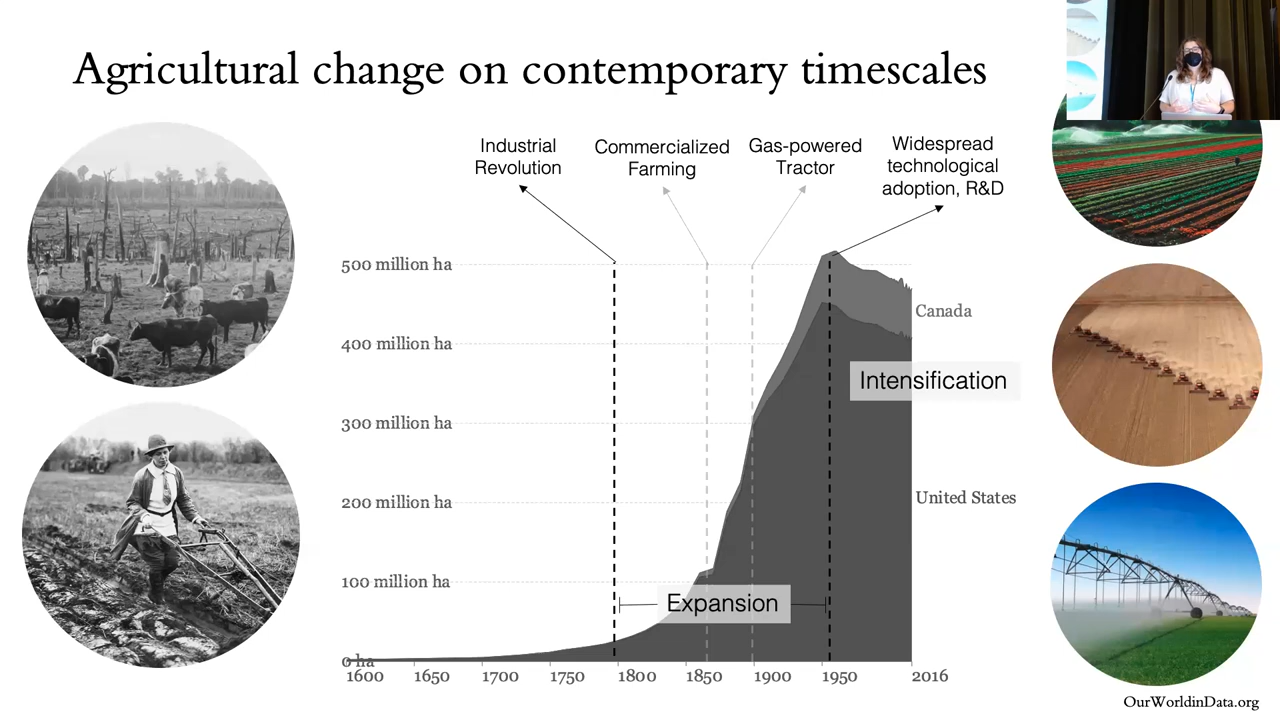 Agricultural change on contemporary timescales
Industrial
Revolution
Commercialized
Farming
Gas-powered
Tractor
Widespread
technological
adoption, R&D
500 million ha
400 million ha
300 million ha
200 million ha
100 million ha
0 ha
Canada
Intensification
United States
Expansion
1600
1650
1700
1750
1800
1850
1900
1950
2016
OurWorldinData.org